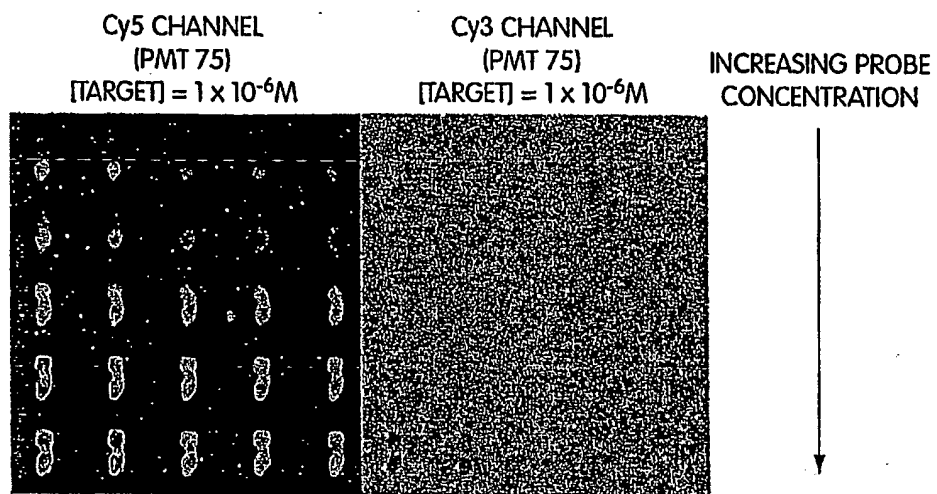 Cy5 CHANNEL
(PMT 75)
[TARGET] = 1 x 10⁻⁶M
Cy3 CHANNEL
(PMT 75)
[TARGET] = 1 x 10⁻⁶M
INCREASING PROBE
CONCENTRATION